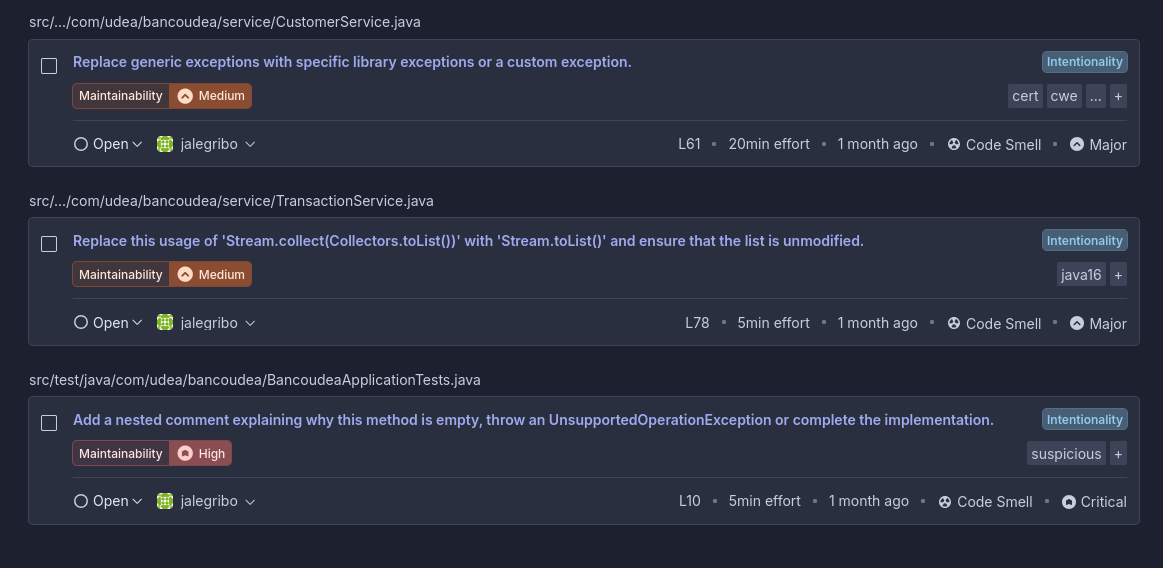 src/.../com/udea/bancoudea/service/CustomerService.java
Replace generic exceptions with specific library exceptions or a custom exception. Intentionality
Maintainability Medium cert cwe ... +
Open jalegribo L61 • 20min effort • 1 month ago • Code Smell • Major
src/.../com/udea/bancoudea/service/TransactionService.java
Replace this usage of 'Stream.collect(Collectors.toList())' with 'Stream.toList()' and ensure that the list is unmodified. Intentionality
Maintainability Medium java16 +
Open jalegribo L78 • 5min effort • 1 month ago • Code Smell • Major
src/test/java/com/udea/bancoudea/BancoudeaApplicationTests.java
Add a nested comment explaining why this method is empty, throw an UnsupportedOperationException or complete the implementation. Intentionality
Maintainability High suspicious +
Open jalegribo L10 • 5min effort • 1 month ago • Code Smell • Critical